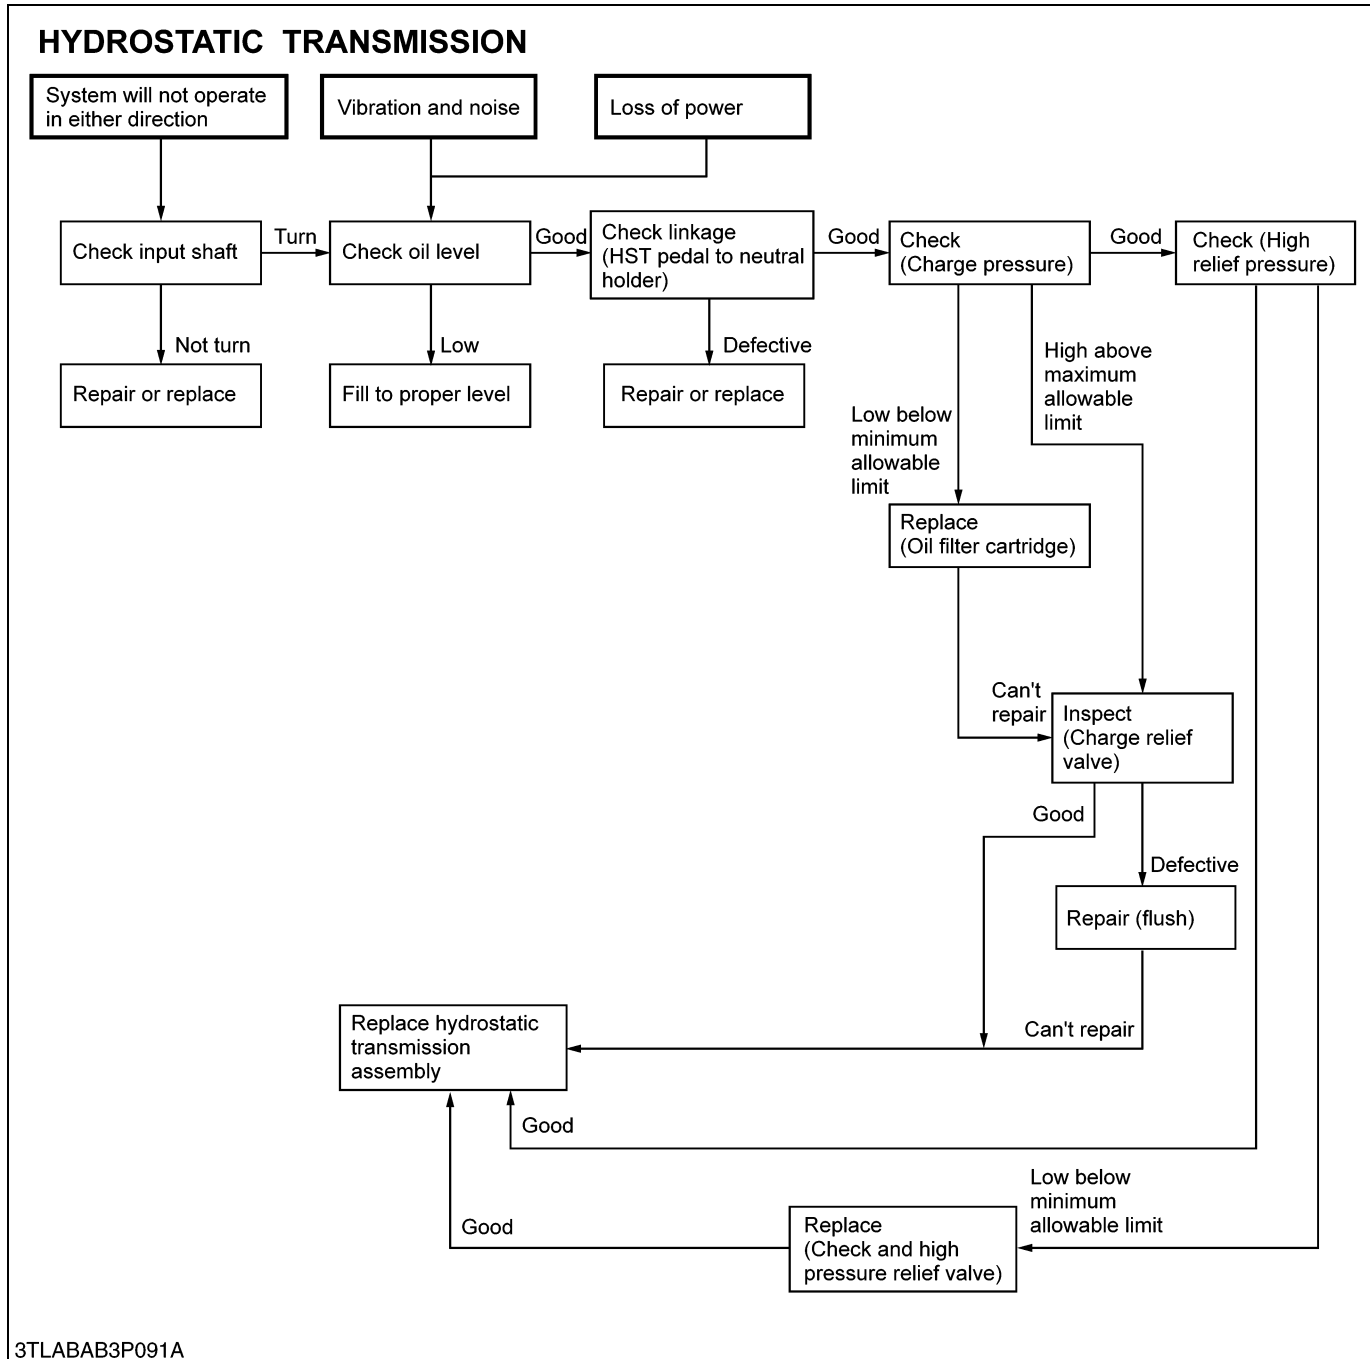 HYDROSTATIC TRANSMISSION
System will not operate
in either direction
Vibration and noise
Loss of power
Check input shaft
Turn
Check oil level
Good
Check linkage
(HST pedal to neutral
holder)
Good
Check
(Charge pressure)
Good
Check (High
relief pressure)
Not turn
Repair or replace
Low
Fill to proper level
Defective
Repair or replace
High above
maximum
allowable
limit
Low below
minimum
allowable
limit
Replace
(Oil filter cartridge)
Can't
repair
Inspect
(Charge relief
valve)
Good
Defective
Repair (flush)
Can't repair
Replace hydrostatic
transmission
assembly
Good
Low below
minimum
allowable limit
Good
Replace
(Check and high
pressure relief valve)
3TLABAB3P091A